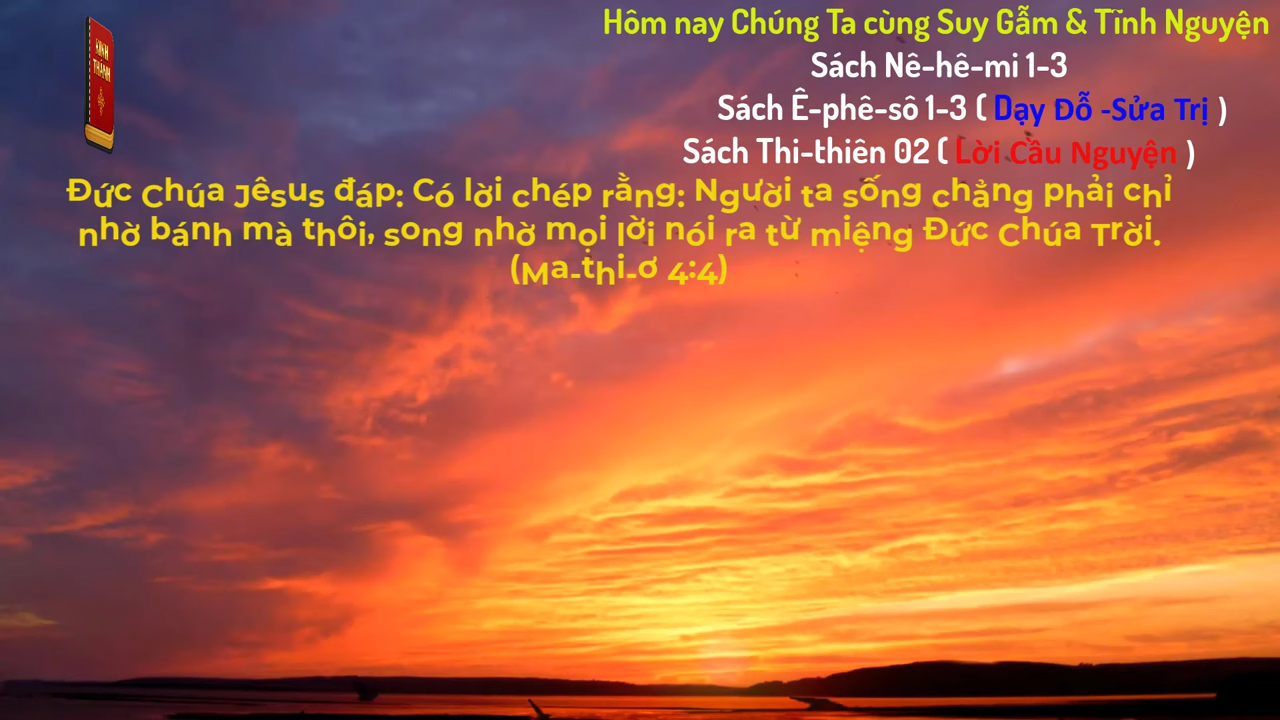 KINH
THÁNH
Hôm nay Chúng Ta cùng Suy Gẫm & Tĩnh Nguyện
Sách Nê-hê-mi 1-3
Sách Ê-phê-sô 1-3 ( Dạy Đỗ -Sửa Trị )
Sách Thi-thiên 02 ( Lời Cầu Nguyện )
Đức Chúa Jêsus đáp: Có lời chép rằng: Người ta sống chẳng phải chỉ
nhờ bánh mà thôi, song nhờ mọi lời nói ra từ miệng Đức Chúa Trời.
(Ma-thi-ơ 4:4)